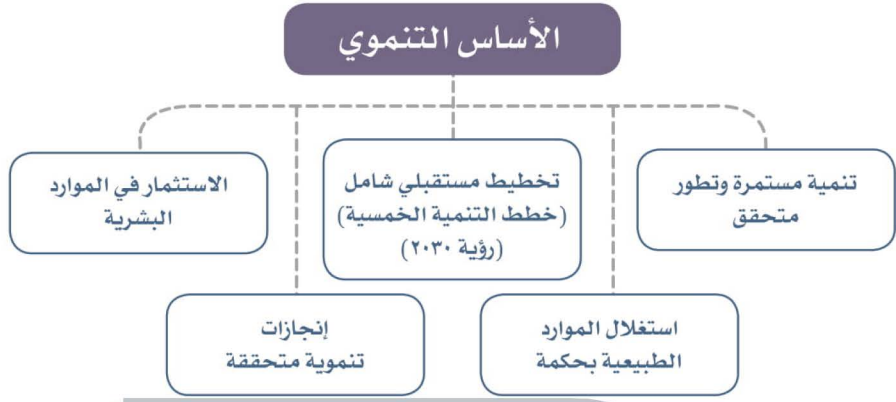 الأساس التنموي
تنمية مستمرة وتطور
متحقق
تخطيط مستقبلي شامل
(خطط التنمية الخمسية)
(رؤية ٢٠٣٠)
الاستثمار في الموارد
البشرية
استغلال الموارد
الطبيعية بحكمة
إنجازات
تنموية متحققة